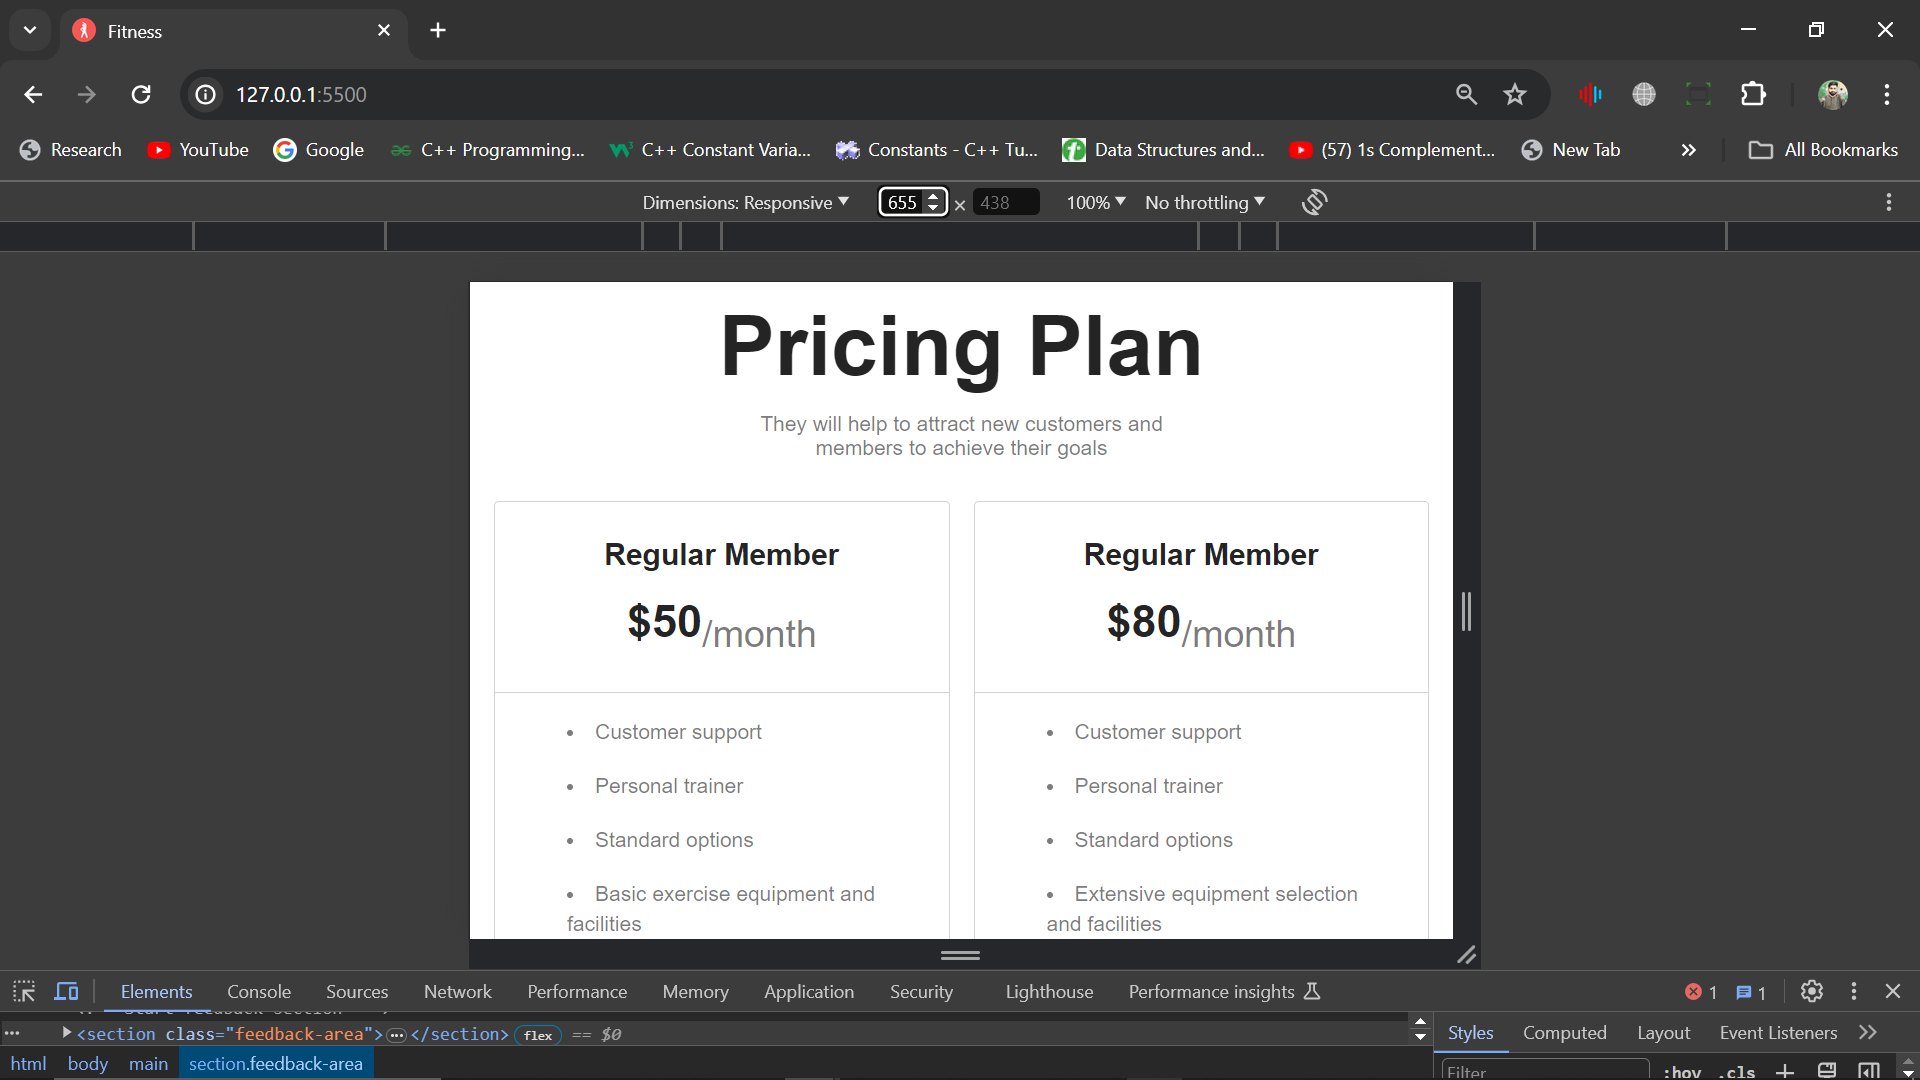 Fitness
127.0.0.1:5500
Research YouTube Google C++ Programming... C++ Constant Varia... Constants - C++ Tu... Data Structures and... (57) 1s Complement... New Tab All Bookmarks
Dimensions: Responsive 655 × 438 100% No throttling
Pricing Plan
They will help to attract new customers and
members to achieve their goals
Regular Member
$50/month
• Customer support
• Personal trainer
• Standard options
• Basic exercise equipment and
facilities
Regular Member
$80/month
• Customer support
• Personal trainer
• Standard options
• Extensive equipment selection
and facilities
Elements Console Sources Network Performance Memory Application Security Lighthouse Performance insights 1 1
<section class="feedback-area">…</section> flex == $0
html body main section.feedback-area
Styles Computed Layout Event Listeners
Filter :hov .cls